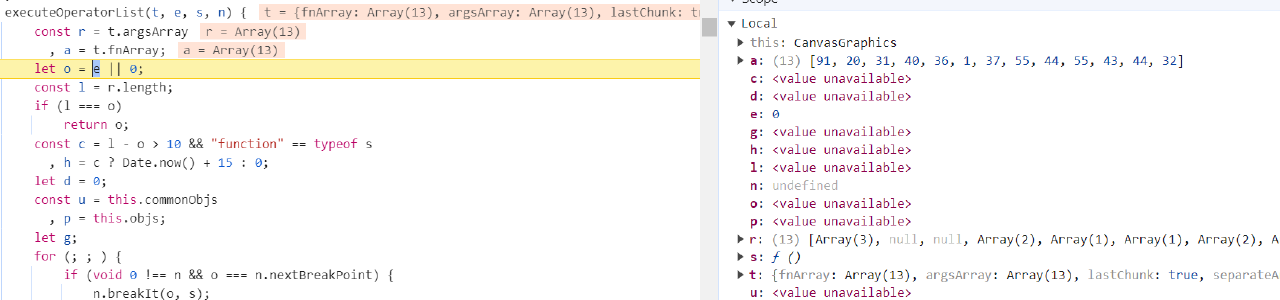 executeOperatorList(t, e, s, n) { t = {fnArray: Array(13), argsArray: Array(13), lastChunk: tr
const r = t.argsArray r = Array(13)
, a = t.fnArray; a = Array(13)
let o = e || 0;
const l = r.length;
if (l === o)
return o;
const c = l - o > 10 && "function" == typeof s
, h = c ? Date.now() + 15 : 0;
let d = 0;
const u = this.commonObjs
, p = this.objs;
let g;
for (; ; ) {
if (void 0 !== n && o === n.nextBreakPoint) {
n.breakIt(o, s);
Scope
Local
this: CanvasGraphics
a: (13) [91, 20, 31, 40, 36, 1, 37, 55, 44, 55, 43, 44, 32]
c: <value unavailable>
d: <value unavailable>
e: 0
g: <value unavailable>
h: <value unavailable>
l: <value unavailable>
n: undefined
o: <value unavailable>
p: <value unavailable>
r: (13) [Array(3), null, null, Array(2), Array(1), Array(1), Array(2), A
s: ƒ ()
t: {fnArray: Array(13), argsArray: Array(13), lastChunk: true, separateA
u: <value unavailable>